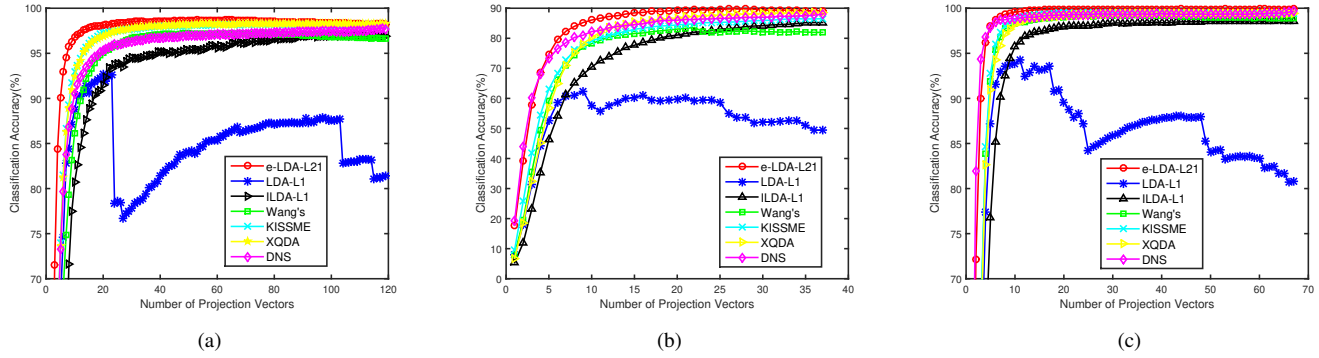 Classification Accuracy(%)
100
95
90
85
80
75
70
0
20
40
60
80
100
120
Number of Projection Vectors
e-LDA-L21
LDA-L1
ILDA-L1
Wang's
KISSME
XQDA
DNS
(a)
Classification Accuracy(%)
90
80
70
60
50
40
30
20
10
0
0
5
10
15
20
25
30
35
40
Number of Projection Vectors
e-LDA-L21
LDA-L1
ILDA-L1
Wang's
KISSME
XQDA
DNS
(b)
Classification Accuracy(%)
100
95
90
85
80
75
70
0
10
20
30
40
50
60
70
Number of Projection Vectors
e-LDA-L21
LDA-L1
ILDA-L1
Wang's
KISSME
XQDA
DNS
(c)